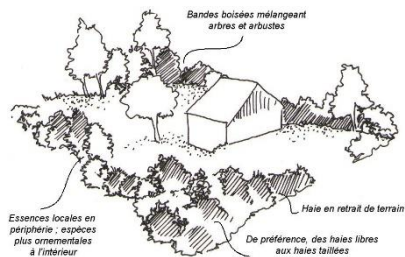 Bandes boisées mélangeant
arbres et arbustes
Essences locales en
périphérie ; espèces
plus ornementales
à l'intérieur
Haie en retrait de terrain
De préférence, des haies libres
aux haies taillées